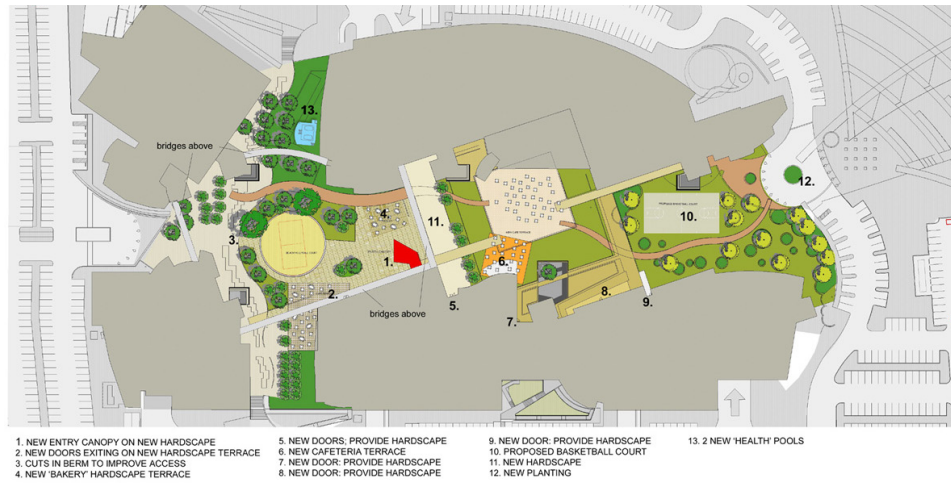 13.
bridges above
12.
4.
11.
PROPOSED BASKETBALL COURT
10.
3.
1.
6.
2.
8.
9.
5.
bridges above
7.
1. NEW ENTRY CANOPY ON NEW HARDSCAPE
2. NEW DOORS EXITING ON NEW HARDSCAPE TERRACE
3. CUTS IN BERM TO IMPROVE ACCESS
4. NEW 'BAKERY' HARDSCAPE TERRACE
5. NEW DOORS; PROVIDE HARDSCAPE
6. NEW CAFETERIA TERRACE
7. NEW DOOR: PROVIDE HARDSCAPE
8. NEW DOOR: PROVIDE HARDSCAPE
9. NEW DOOR: PROVIDE HARDSCAPE
10. PROPOSED BASKETBALL COURT
11. NEW HARDSCAPE
12. NEW PLANTING
13. 2 NEW 'HEALTH' POOLS